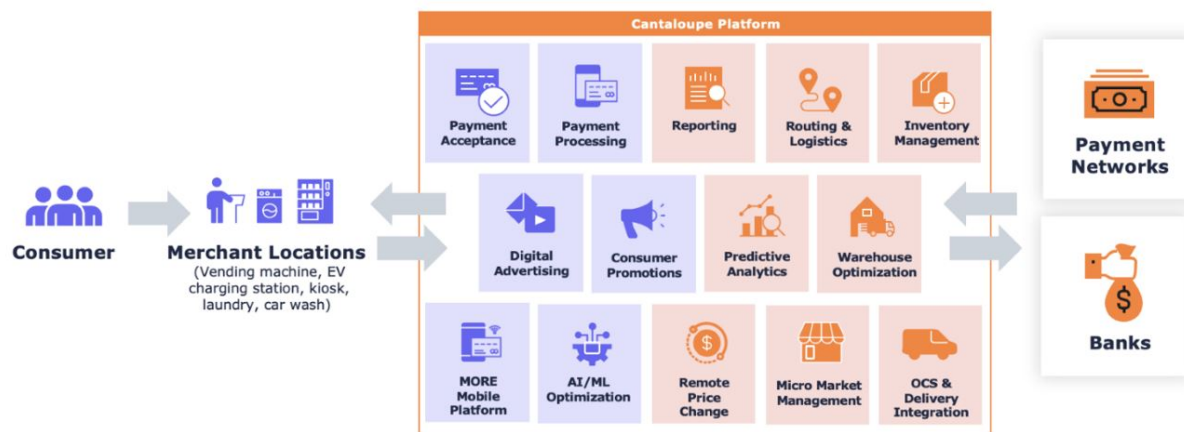 Cantaloupe Platform
Payment
Acceptance
Payment
Processing
Reporting
Routing &
Logistics
Inventory
Management
Payment
Networks
Consumer
Merchant Locations
(Vending machine, EV
charging station, kiosk,
laundry, car wash)
Digital
Advertising
Consumer
Promotions
Predictive
Analytics
Warehouse
Optimization
Banks
MORE
Mobile
Platform
AI/ML
Optimization
Remote
Price
Change
Micro Market
Management
OCS &
Delivery
Integration